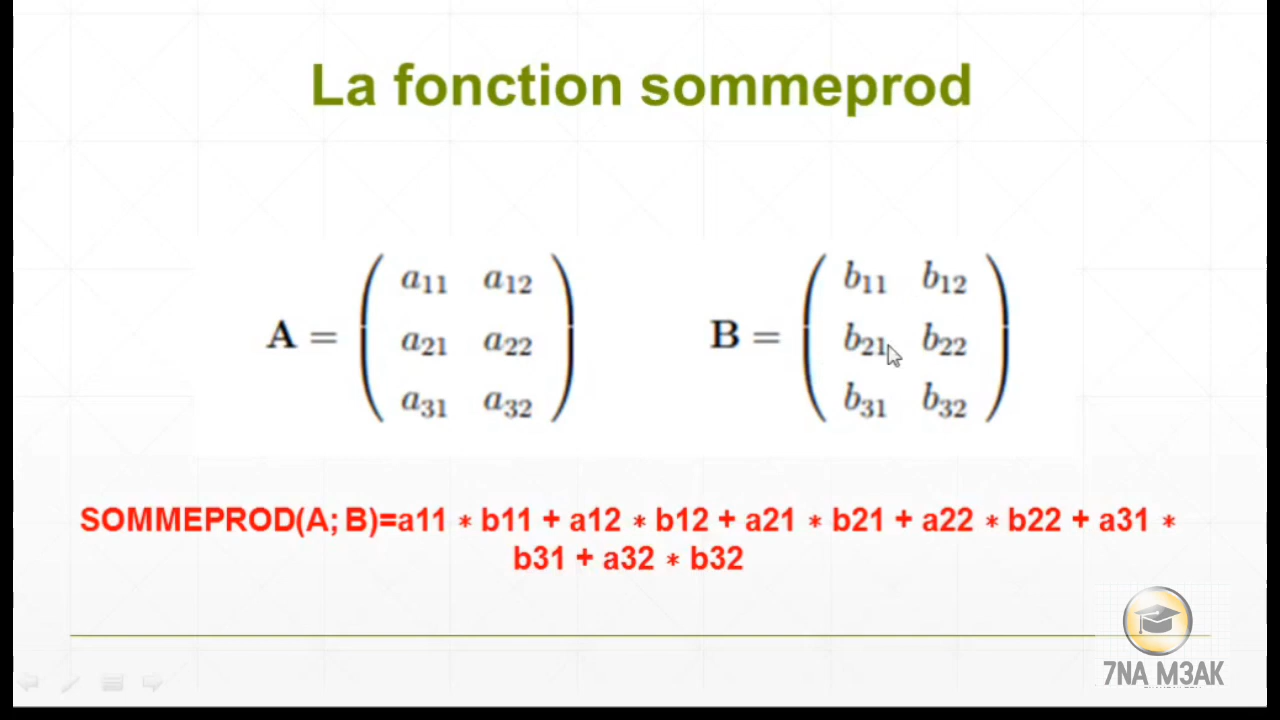 La fonction sommeprod
A = ( a11 a12
a21 a22
a31 a32 )
B = ( b11 b12
b21 b22
b31 b32 )
SOMMEPROD(A; B)=a11 * b11 + a12 * b12 + a21 * b21 + a22 * b22 + a31 *
b31 + a32 * b32
7NA M3AK